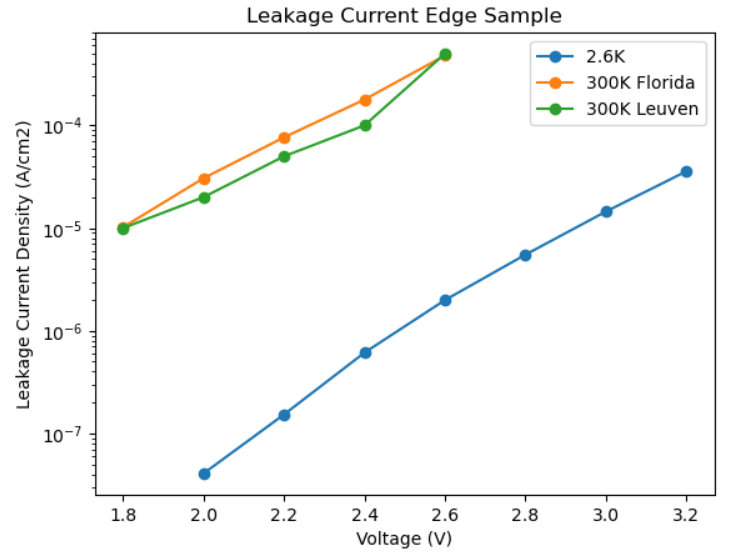 Leakage Current Edge Sample
2.6K
300K Florida
300K Leuven
Leakage Current Density (A/cm2)
10⁻⁴
10⁻⁵
10⁻⁶
10⁻⁷
1.8 2.0 2.2 2.4 2.6 2.8 3.0 3.2
Voltage (V)